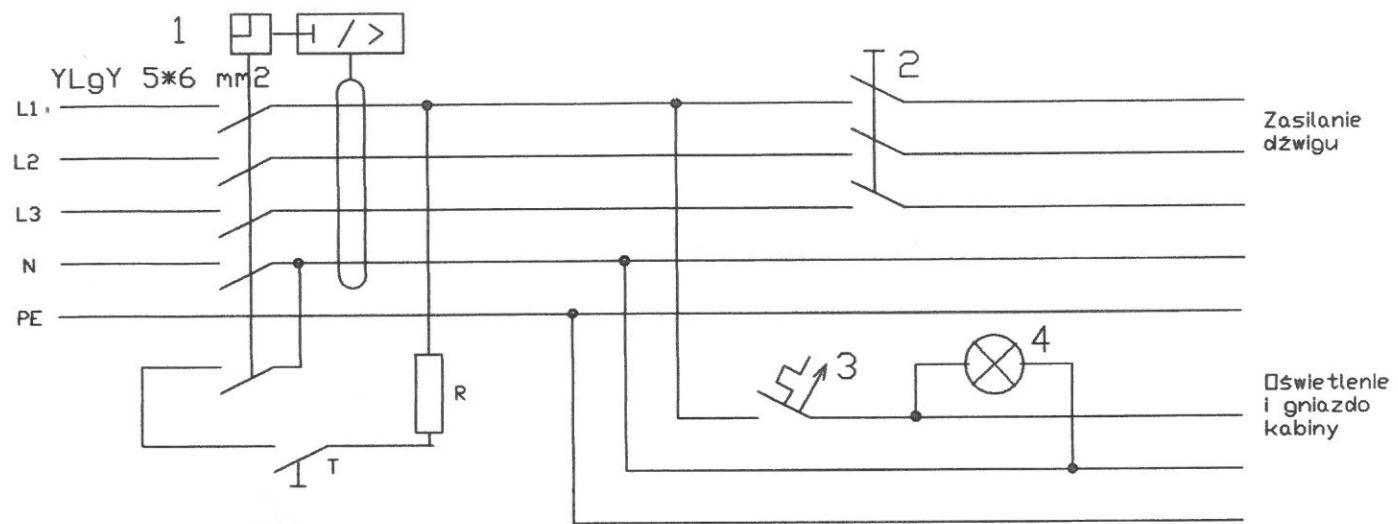 1
YLgY 5*6 mm2
2
L1
L2
L3
N
PE
Zasilanie
dźwigu
R
T
3
4
Oświetlenie
i gniazdo
kabiny